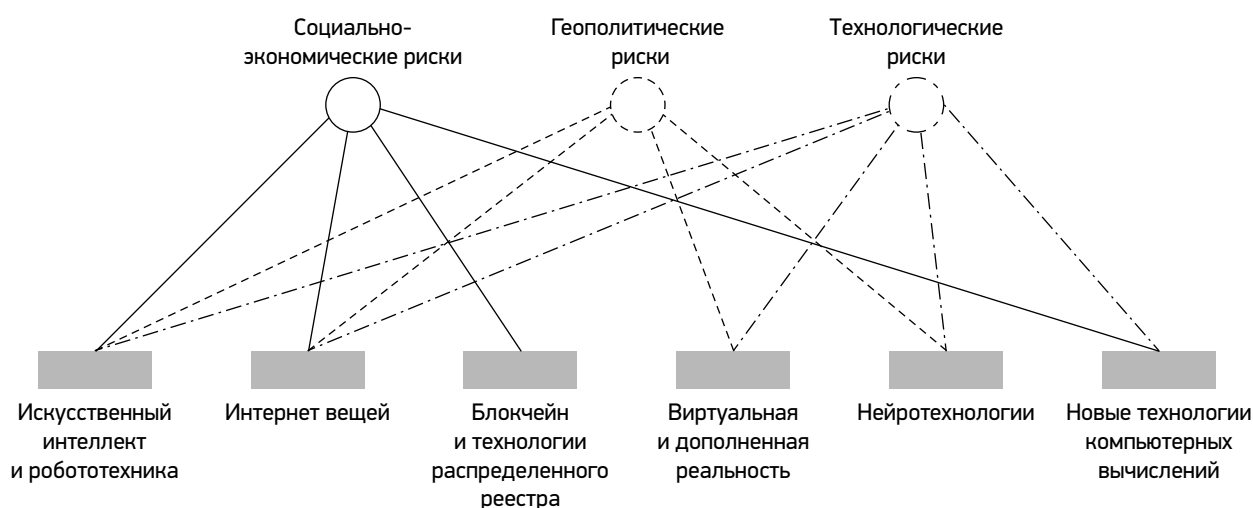 Социально-
экономические риски
Геополитические
риски
Технологические
риски
Искусственный
интеллект
и робототехника
Интернет вещей
Блокчейн
и технологии
распределенного
реестра
Виртуальная
и дополненная
реальность
Нейротехнологии
Новые технологии
компьютерных
вычислений